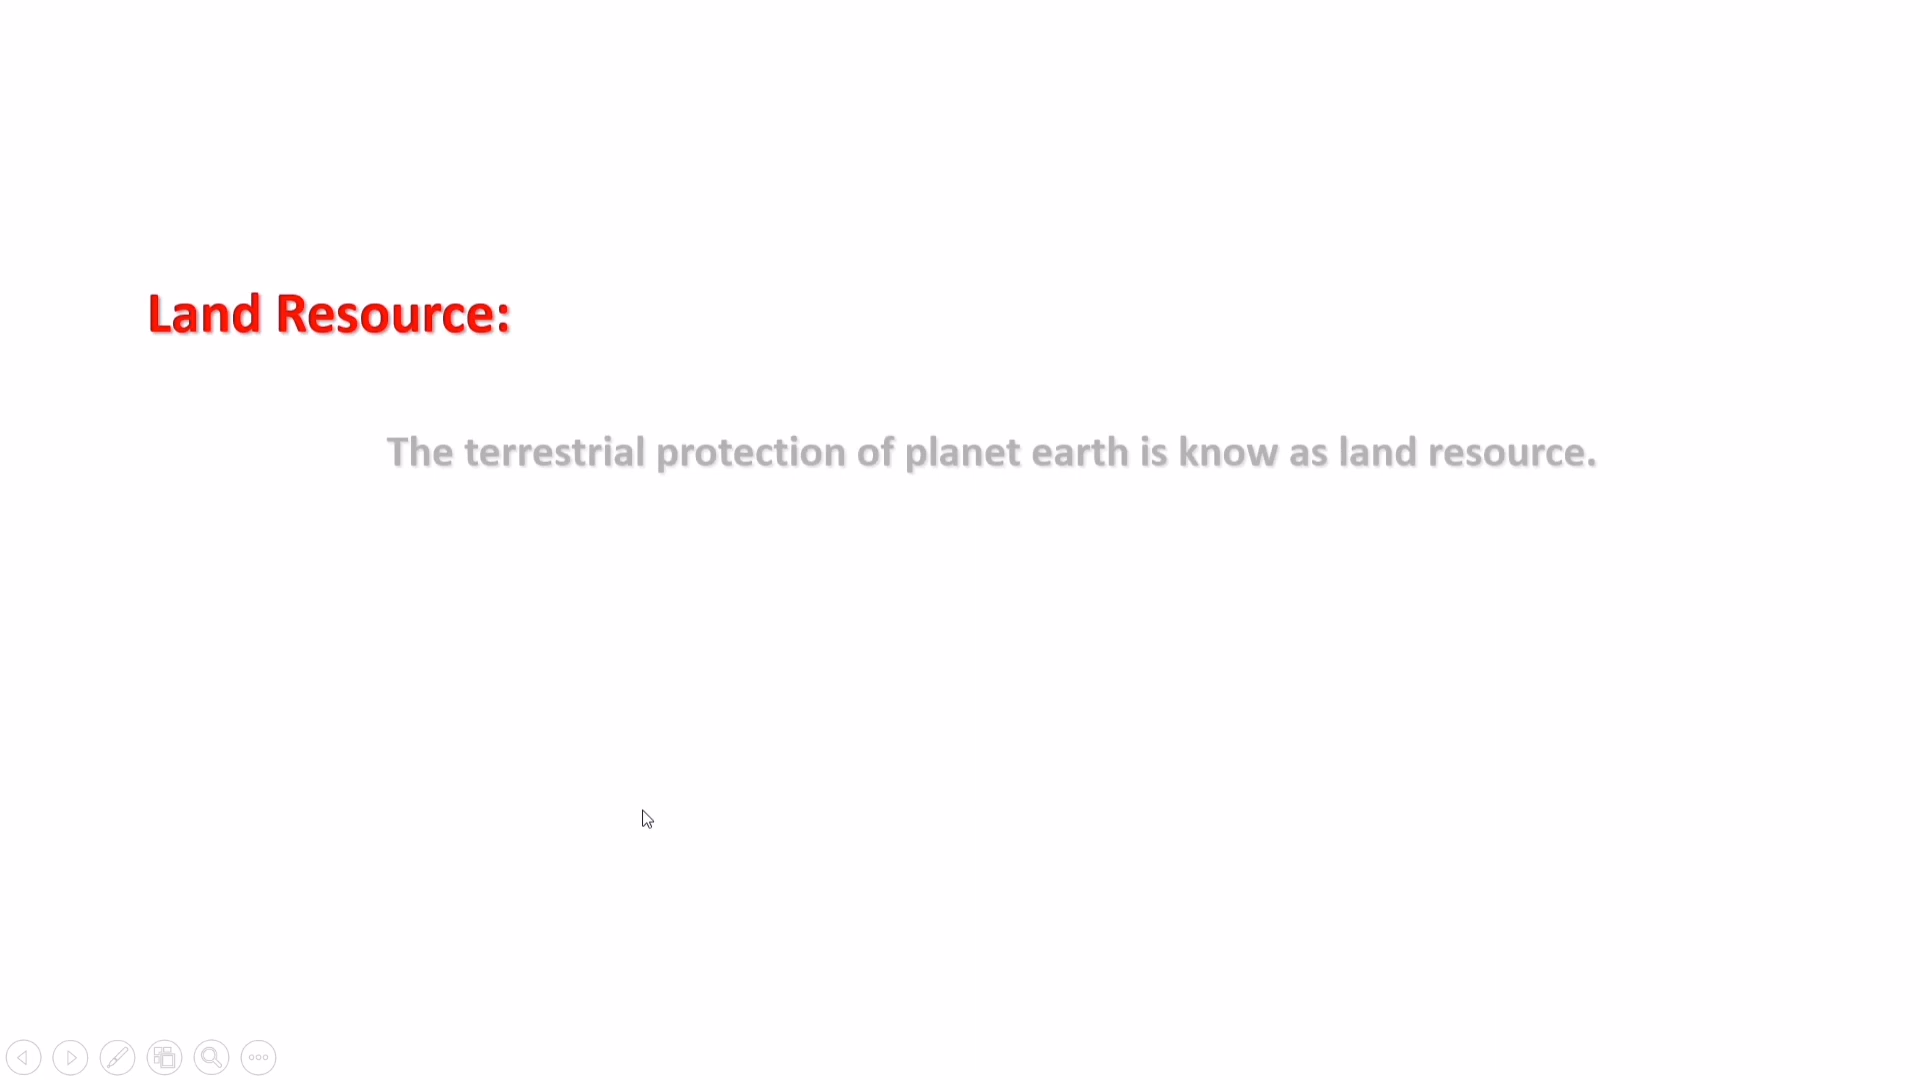 Land Resource:
The terrestrial protection of planet earth is know as land resource.